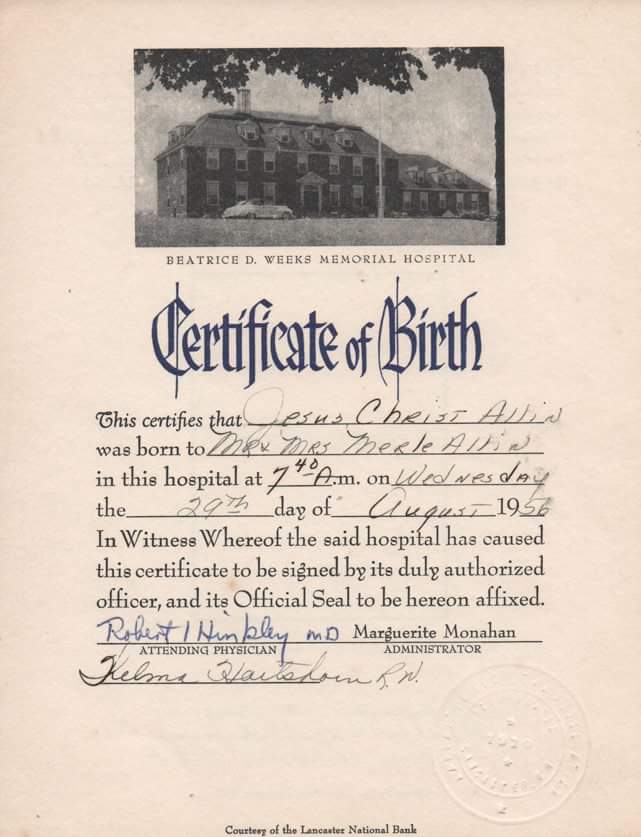 BEATRICE D. WEEKS MEMORIAL HOSPITAL
Certificate of Birth
This certifies that Jesus Christ Allin
was born to Mr & Mrs Merle Allin
in this hospital at 7 40 A.m. on Wednesday
the 29th day of August 1956
In Witness Whereof the said hospital has caused
this certificate to be signed by its duly authorized
officer, and its Official Seal to be hereon affixed.
Robert I Hinkley MD Marguerite Monahan
ATTENDING PHYSICIAN ADMINISTRATOR
Thelma Hartshorn R.N.
LANCASTER, N.H.
Courtesy of the Lancaster National Bank